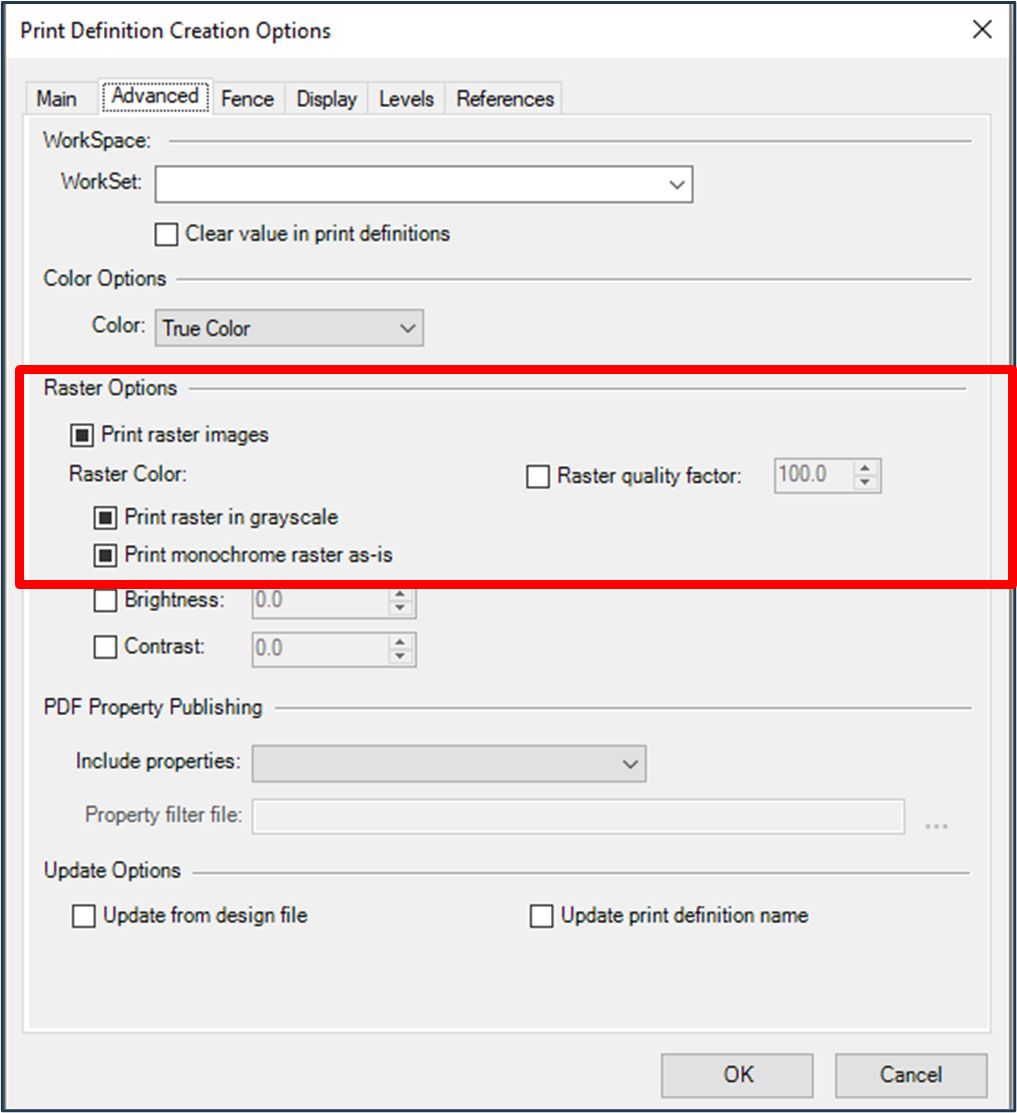 Print Definition Creation Options
Main Advanced Fence Display Levels References
WorkSpace:
WorkSet:
Clear value in print definitions
Color Options
Color: True Color
Raster Options
Print raster images
Raster Color: Raster quality factor: 100.0
Print raster in grayscale
Print monochrome raster as-is
Brightness: 0.0
Contrast: 0.0
PDF Property Publishing
Include properties:
Property filter file: ...
Update Options
Update from design file Update print definition name
OK Cancel